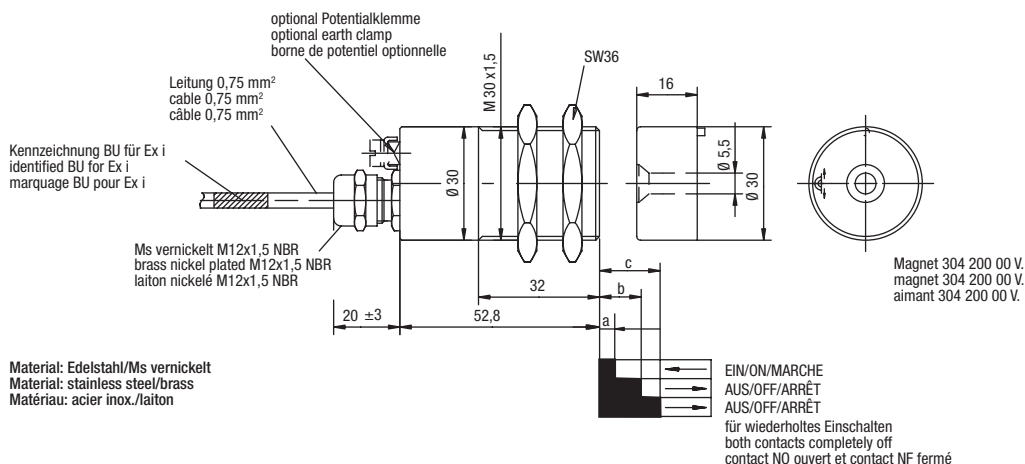 optional Potentialklemme
optional earth clamp
borne de potentiel optionnelle
SW36
M 30 x1,5
16
Leitung 0,75 mm²
cable 0,75 mm²
câble 0,75 mm²
Kennzeichnung BU für Ex i
identified BU for Ex i
marquage BU pour Ex i
Ø 30
Ø 5.5
Ø 30
Ms vernickelt M12x1,5 NBR
brass nickel plated M12x1,5 NBR
laiton nickelé M12x1,5 NBR
Magnet 304 200 00 V.
magnet 304 200 00 V.
aimant 304 200 00 V.
c
32
b
20 ±3
52,8
a
Material: Edelstahl/Ms vernickelt
Material: stainless steel/brass
Matériau: acier inox./laiton
EIN/ON/MARCHE
AUS/OFF/ARRÊT
AUS/OFF/ARRÊT
für wiederholtes Einschalten
both contacts completely off
contact NO ouvert et contact NF fermé